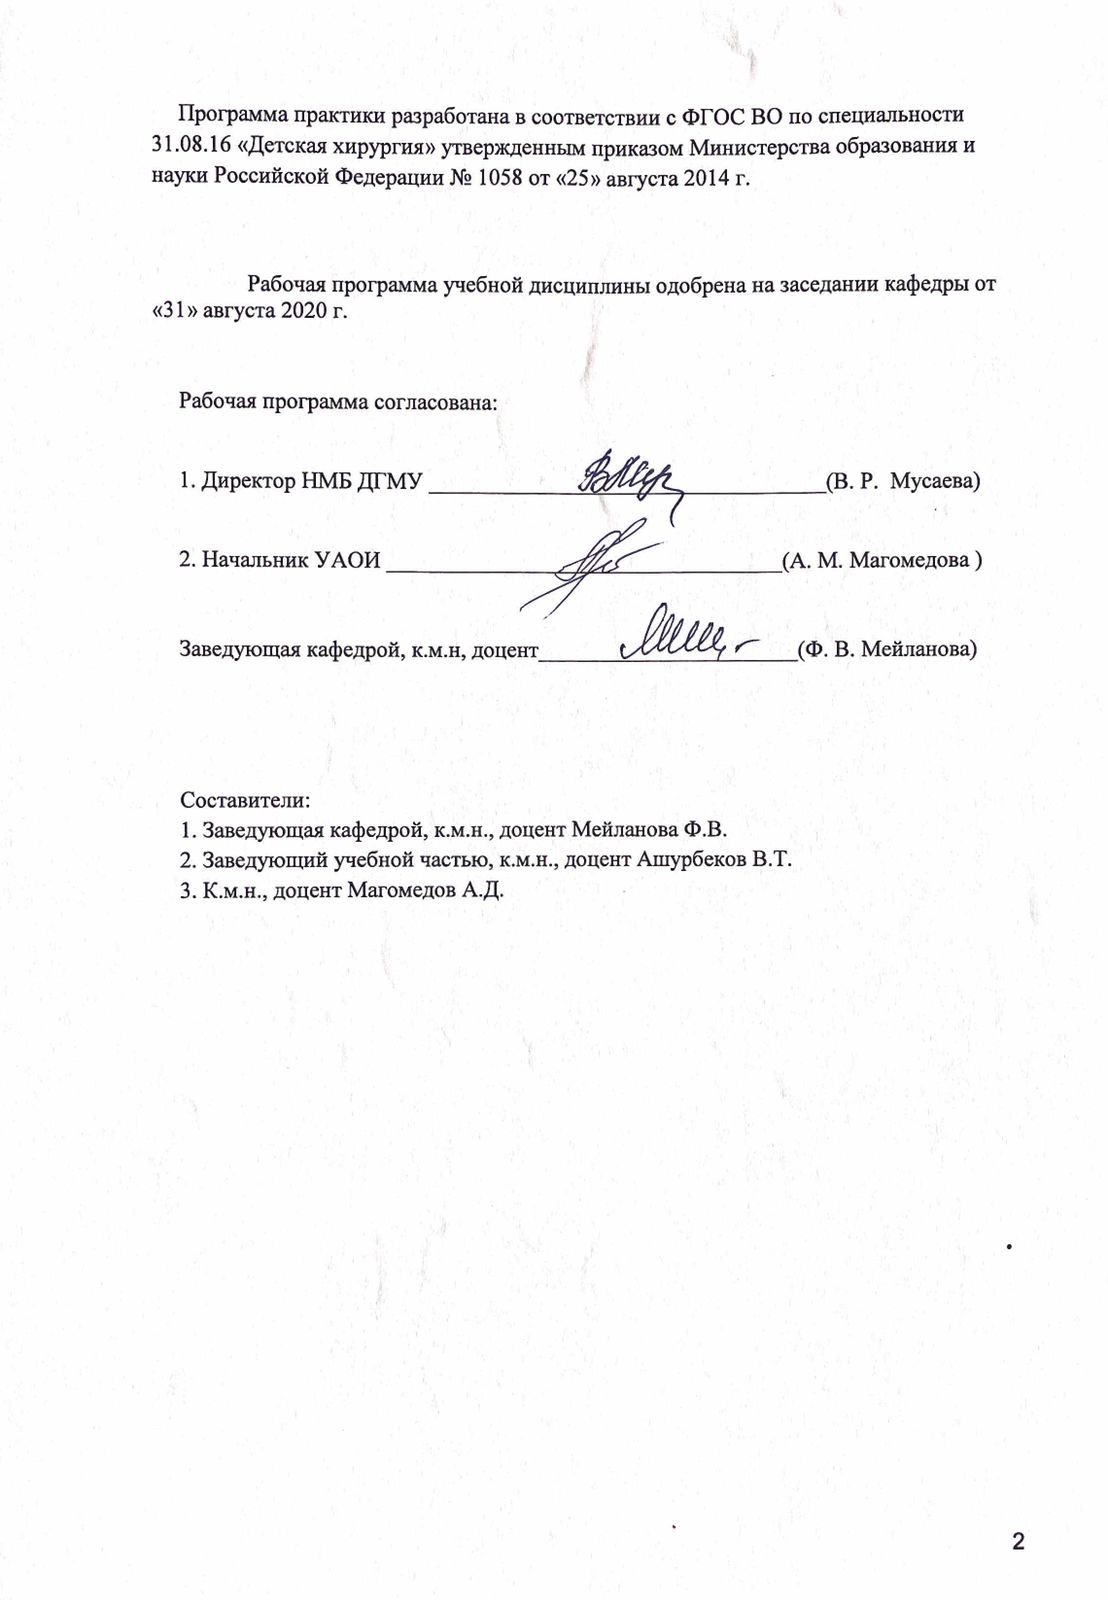 Программа практики разработана в соответствии с ФГОС ВО по специальности
31.08.16 «Детская хирургия» утвержденным приказом Министерства образования и
науки Российской Федерации № 1058 от «25» августа 2014 г.
Рабочая программа учебной дисциплины одобрена на заседании кафедры от
«31» августа 2020 г.
Рабочая программа согласована:
1. Директор НМБ ДГМУ (В. Р. Мусаева)
2. Начальник УАОИ (А. М. Магомедова )
Заведующая кафедрой, к.м.н, доцент (Ф. В. Мейланова)
Составители:
1. Заведующая кафедрой, к.м.н., доцент Мейланова Ф.В.
2. Заведующий учебной частью, к.м.н., доцент Ашурбеков В.Т.
3. К.м.н., доцент Магомедов А.Д.
2